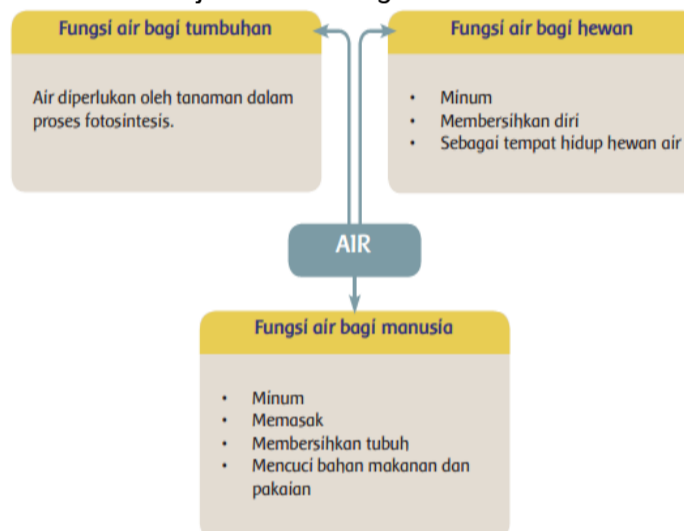 Fungsi air bagi tumbuhan
Air diperlukan oleh tanaman dalam
proses fotosintesis.
Fungsi air bagi hewan
• Minum
• Membersihkan diri
• Sebagai tempat hidup hewan air
AIR
Fungsi air bagi manusia
• Minum
• Memasak
• Membersihkan tubuh
• Mencuci bahan makanan dan
pakaian